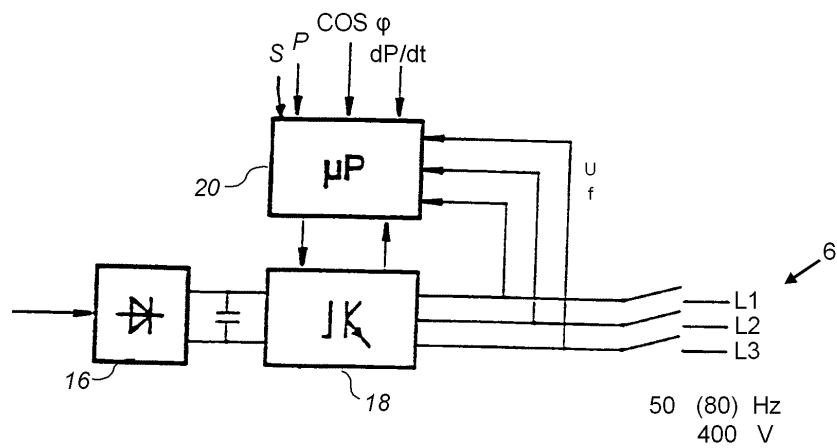 COS φ
S P dP/dt
20 µP
U
f
6
L1
L2
L3
16
18
50 (80) Hz
400 V